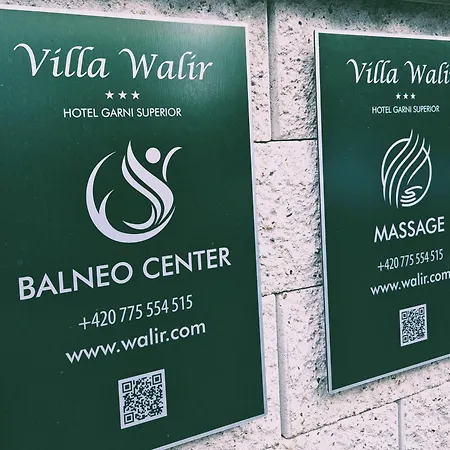 Villa Walir
★★★
HOTEL GARNI SUPERIOR
BALNEO CENTER
+420 775 554 515
www.walir.com
Villa Walir
★★★
HOTEL GARNI SUPERIOR
MASSAGE
+420 775 554 515
www.walir.com